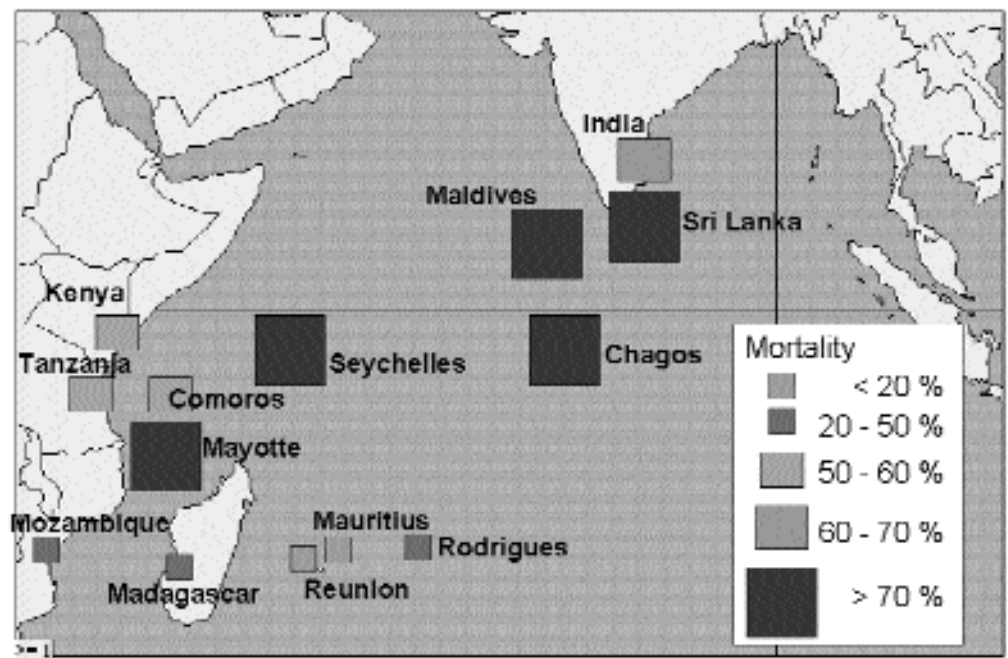 India
Maldives
Sri Lanka
Kenya
Tanzania
Seychelles
Chagos
Comoros
Mayotte
Mozambique
Mauritius
Rodrigues
Madagascar
Reunion
Mortality
< 20 %
20 - 50 %
50 - 60 %
60 - 70 %
> 70 %